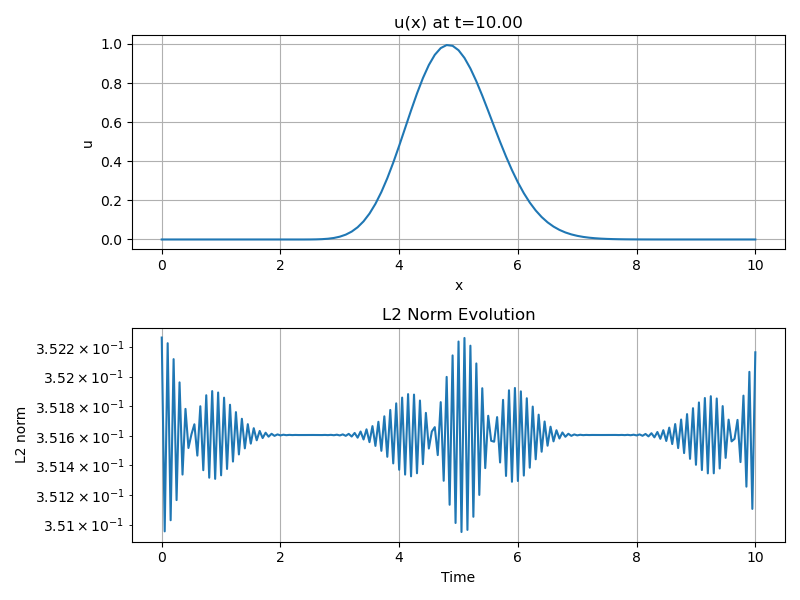 u(x) at t=10.00
1.0
0.8
0.6
0.4
0.2
0.0
u
0 2 4 6 8 10
x
L2 Norm Evolution
3.522 × 10⁻¹
3.52 × 10⁻¹
3.518 × 10⁻¹
3.516 × 10⁻¹
3.514 × 10⁻¹
3.512 × 10⁻¹
3.51 × 10⁻¹
L2 norm
0 2 4 6 8 10
Time